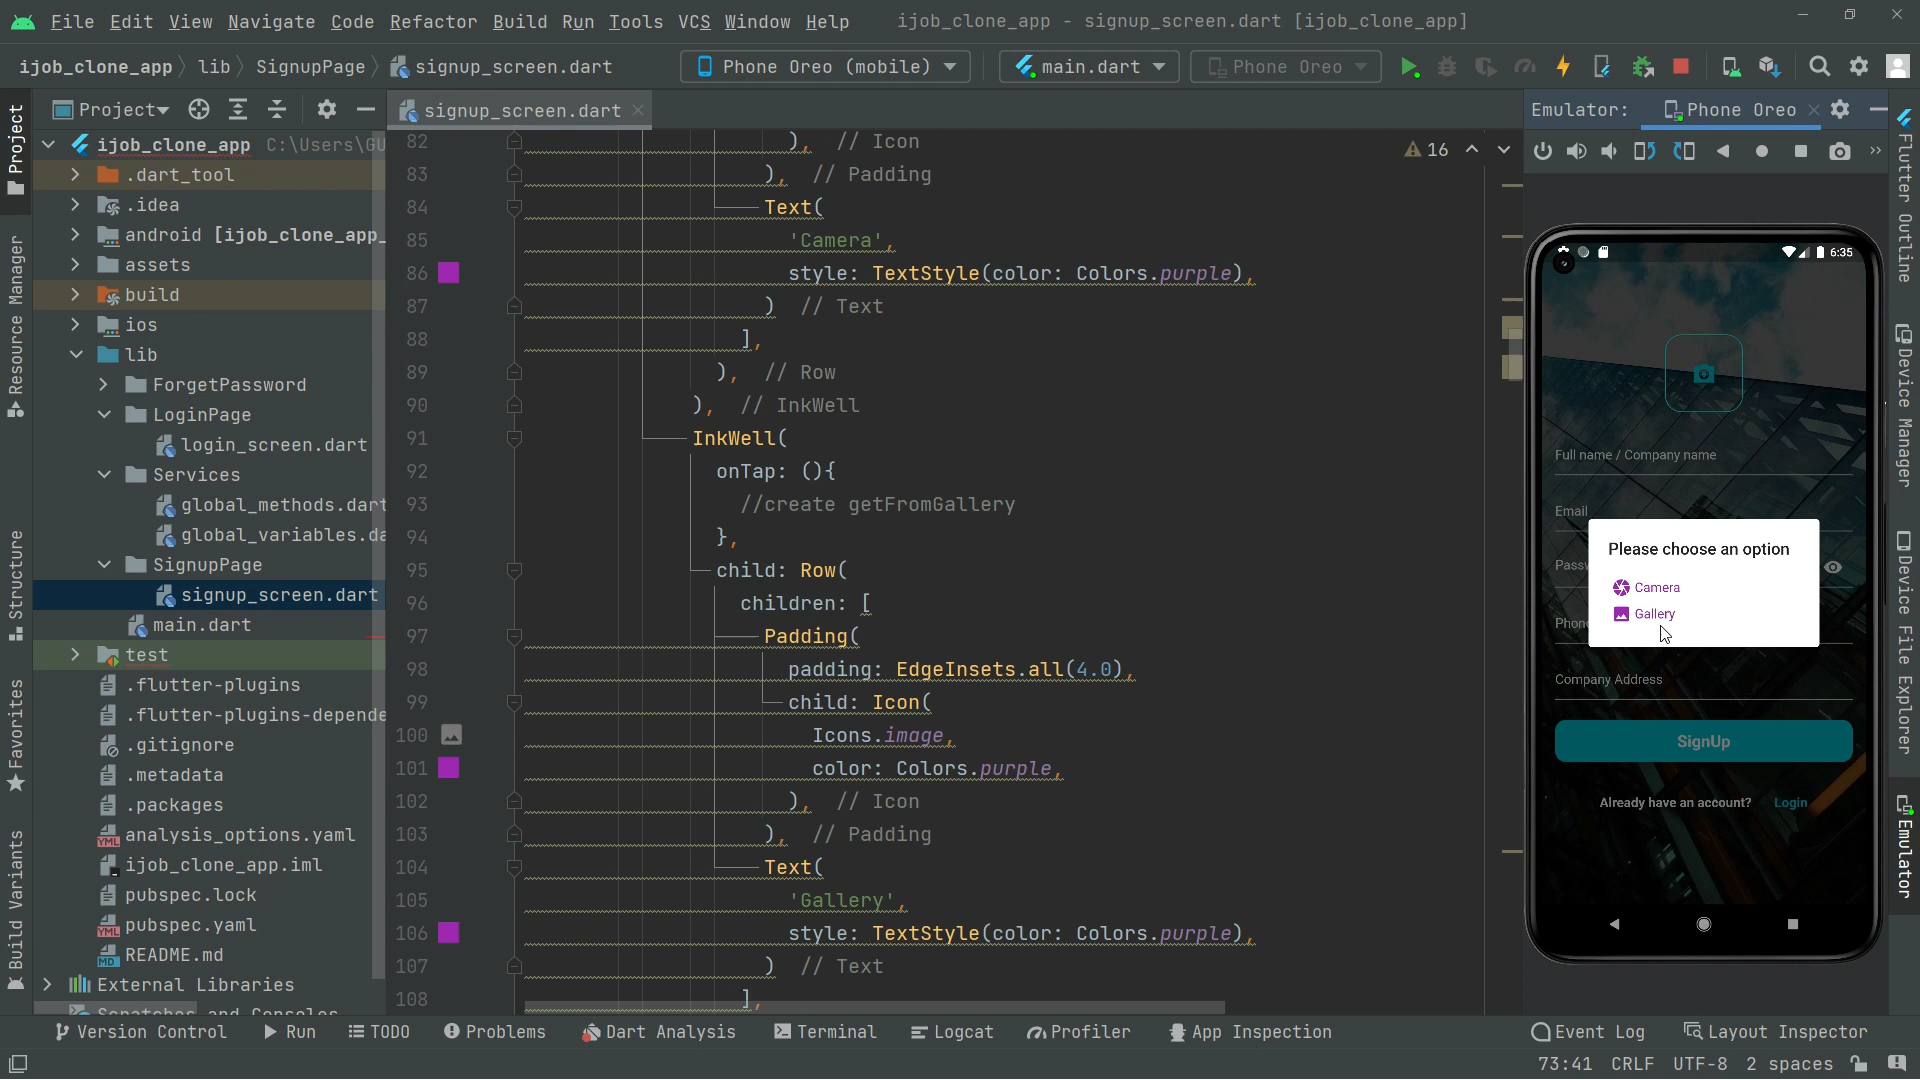 File Edit View Navigate Code Refactor Build Run Tools VCS Window Help
ijob_clone_app - signup_screen.dart [ijob_clone_app]
ijob_clone_app lib SignupPage signup_screen.dart
Phone Oreo (mobile)
main.dart
Phone Oreo
Project
signup_screen.dart
Emulator:
Phone Oreo
Project
Resource Manager
Structure
Favorites
Build Variants
ijob_clone_app C:\Users\GU
.dart_tool
.idea
android [ijob_clone_app_
assets
build
ios
lib
ForgetPassword
LoginPage
login_screen.dart
Services
global_methods.dart
global_variables.da
SignupPage
signup_screen.dart
main.dart
test
.flutter-plugins
.flutter-plugins-depende
.gitignore
.metadata
.packages
analysis_options.yaml
ijob_clone_app.iml
pubspec.lock
pubspec.yaml
README.md
External Libraries
Scratches and Consoles
16
82 ), // Icon
83 ), // Padding
84 Text(
85 'Camera',
86 style: TextStyle(color: Colors.purple),
87 ) // Text
88 ],
89 ), // Row
90 ), // InkWell
91 InkWell(
92 onTap: (){
93 //create getFromGallery
94 },
95 child: Row(
96 children: [
97 Padding(
98 padding: EdgeInsets.all(4.0),
99 child: Icon(
100 Icons.image,
101 color: Colors.purple,
102 ), // Icon
103 ), // Padding
104 Text(
105 'Gallery',
106 style: TextStyle(color: Colors.purple),
107 ) // Text
108 ],
6:35
Full name / Company name
Email
Passw
Please choose an option
Camera
Gallery
Phone
Company Address
SignUp
Already have an account? Login
Flutter Outline
Device Manager
Device File Explorer
Emulator
Version Control Run TODO Problems Dart Analysis Terminal Logcat Profiler App Inspection
Event Log Layout Inspector
73:41 CRLF UTF-8 2 spaces